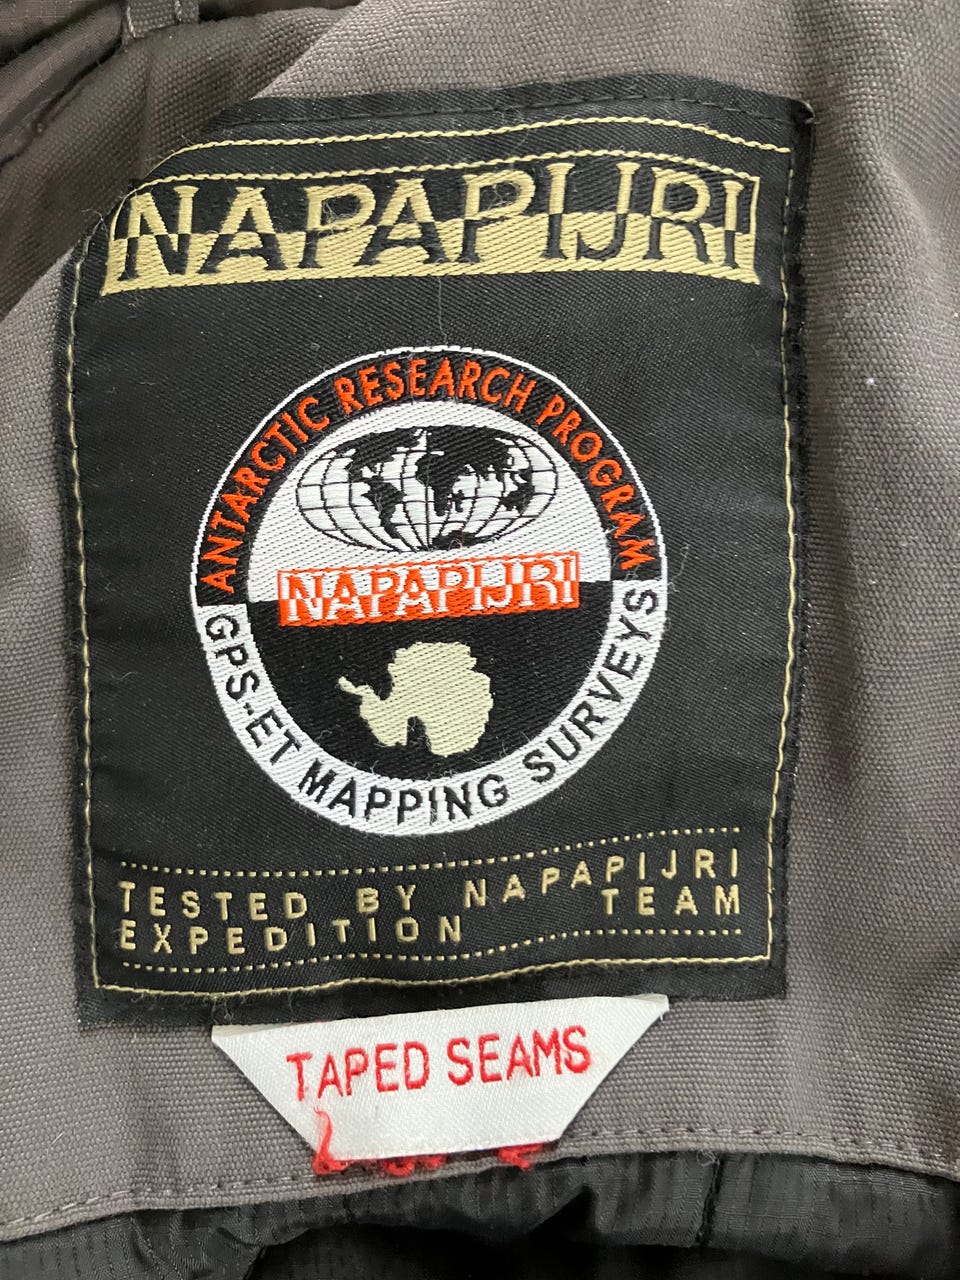 NAPAPIJRI
ANTARCTIC RESEARCH PROGRAM
NAPAPIJRI
GPS-ET MAPPING SURVEYS
TESTED BY NAPAPIJRI
EXPEDITION TEAM
TAPED SEAMS